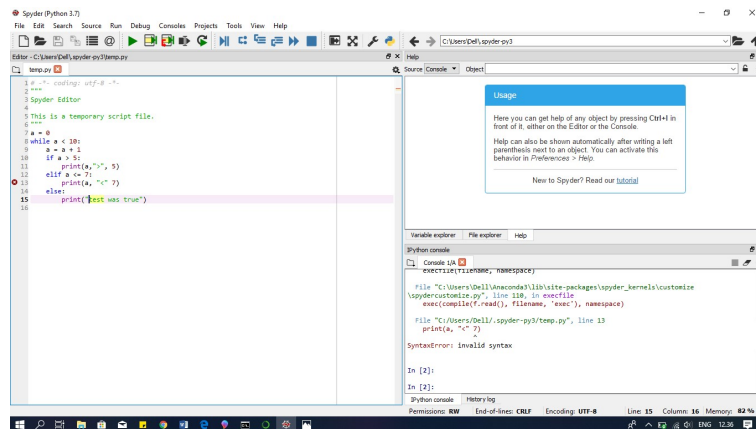 Spyder (Python 3.7)
File Edit Search Source Run Debug Consoles Projects Tools View Help
C:\Users\Dell\.spyder-py3
Editor - C:\Users\Dell\.spyder-py3\temp.py
temp.py
1 # -*- coding: utf-8 -*-
2 """
3 Spyder Editor
4
5 This is a temporary script file.
6 """
7 a = 0
8 while a < 10:
9     a = a + 1
10     if a > 5:
11         print(a,">", 5)
12     elif a <= 7:
13         print(a, "<" 7)
14     else:
15         print("test was true")
16
Help
Source Console Object
Usage
Here you can get help of any object by pressing Ctrl+I in
front of it, either on the Editor or the Console.
Help can also be shown automatically after writing a left
parenthesis next to an object. You can activate this
behavior in Preferences > Help.
New to Spyder? Read our tutorial
Variable explorer File explorer Help
IPython console
Console 1/A
execfile(filename, namespace)
File "C:\Users\Dell\Anaconda3\lib\site-packages\spyder_kernels\customize
\spydercustomize.py", line 110, in execfile
exec(compile(f.read(), filename, 'exec'), namespace)
File "C:/Users/Dell/.spyder-py3/temp.py", line 13
print(a, "<" 7)
^
SyntaxError: invalid syntax
In [2]:
In [2]:
IPython console History log
Permissions: RW End-of-lines: CRLF Encoding: UTF-8 Line: 15 Column: 16 Memory: 82 %
ENG 12.36